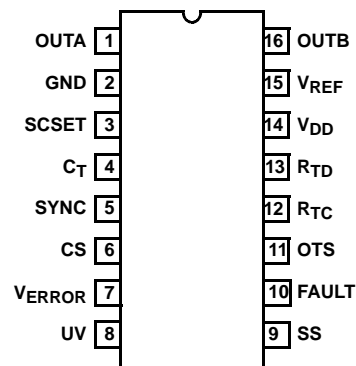 OUTA 1 16 OUTB
GND 2 15 VREF
SCSET 3 14 VDD
CT 4 13 RTD
SYNC 5 12 RTC
CS 6 11 OTS
VERROR 7 10 FAULT
UV 8 9 SS